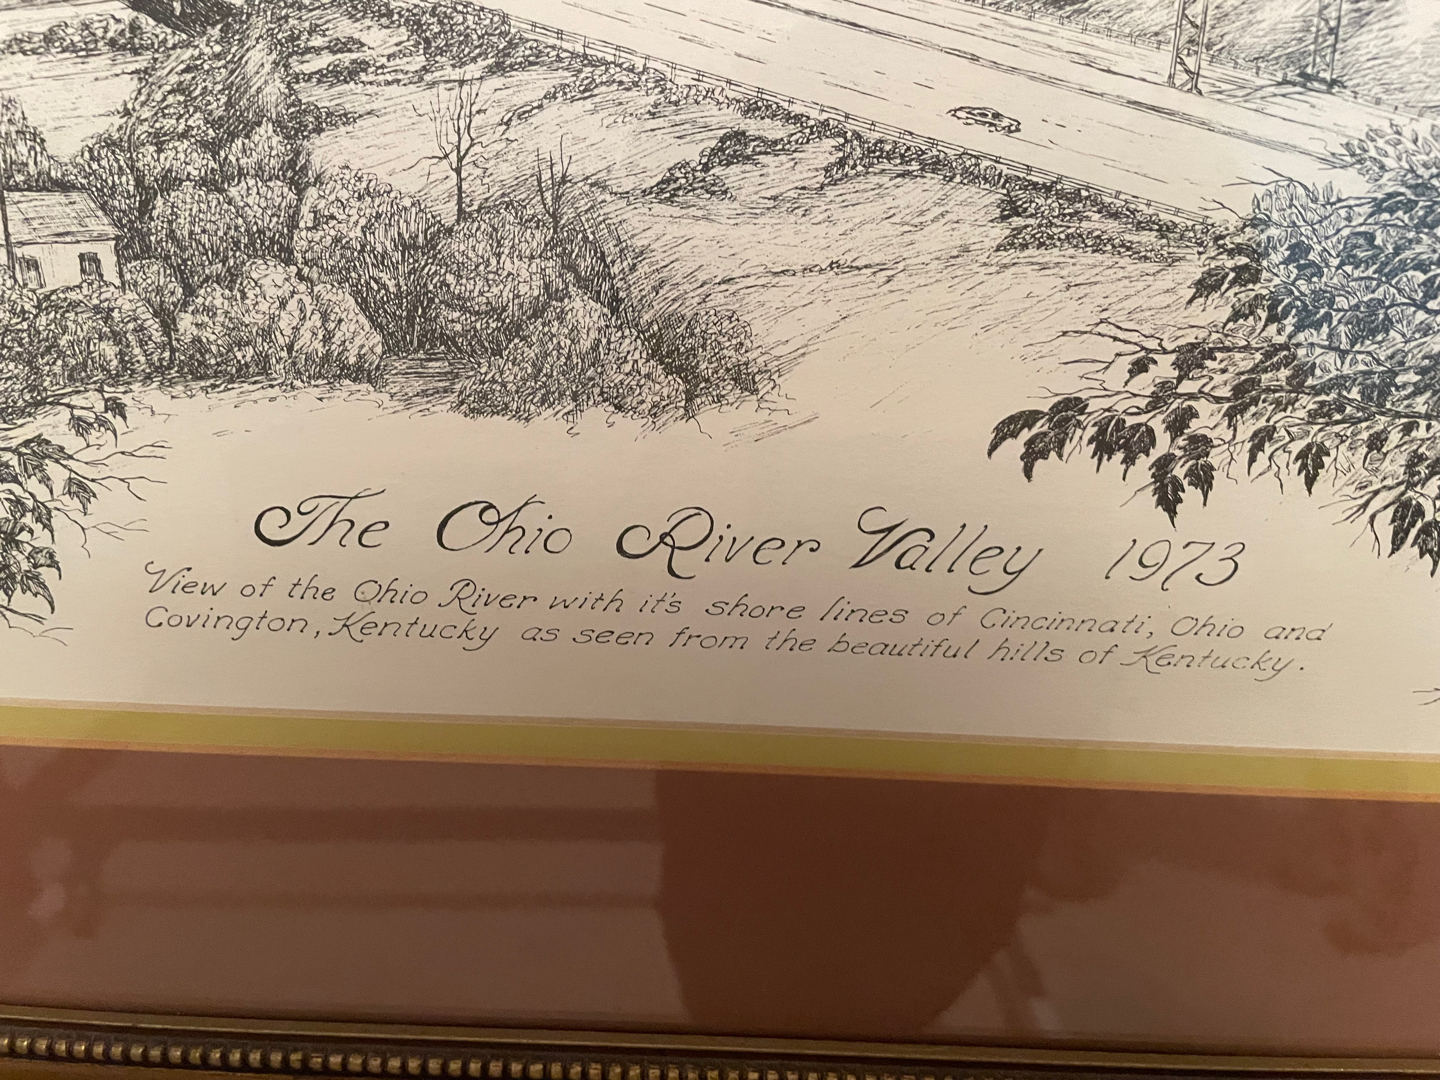 The Ohio River Valley 1973
View of the Ohio River with it's shore lines of Cincinnati, Ohio and
Covington, Kentucky as seen from the beautiful hills of Kentucky.